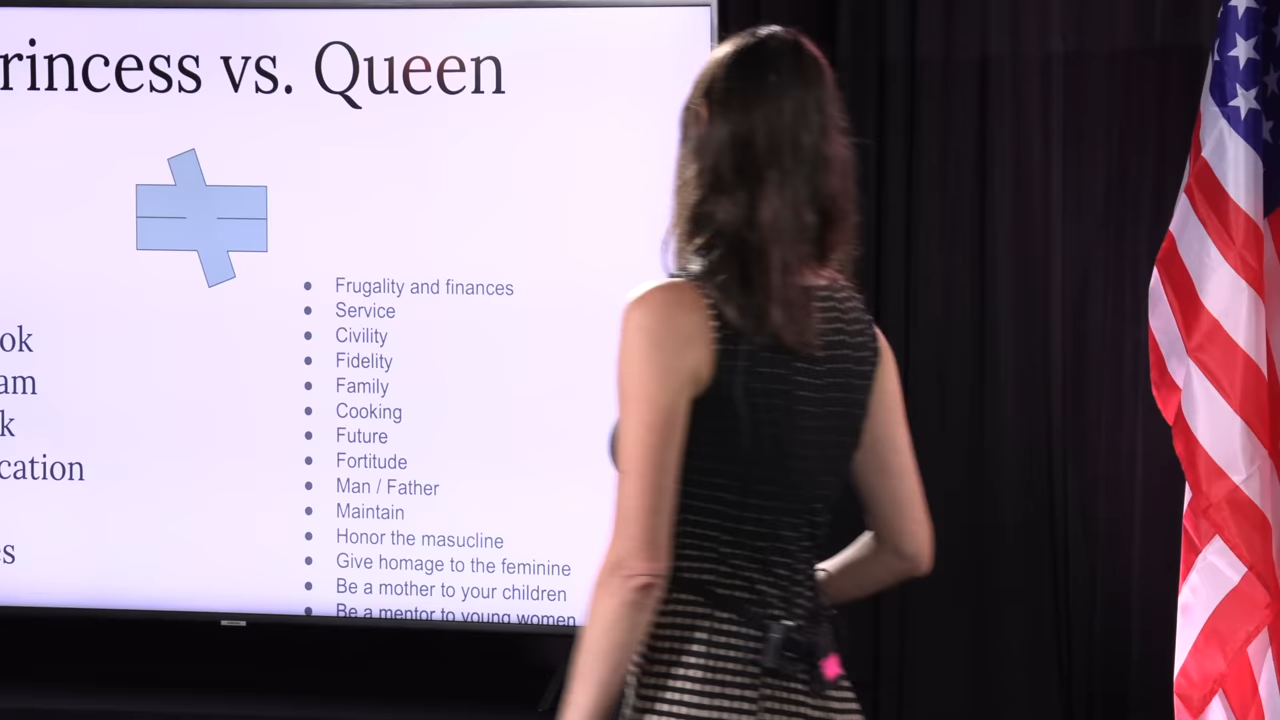 rincess vs. Queen
ok
am
k
cation
es
Frugality and finances
Service
Civility
Fidelity
Family
Cooking
Future
Fortitude
Man / Father
Maintain
Honor the masucline
Give homage to the feminine
Be a mother to your children
Be a mentor to young women